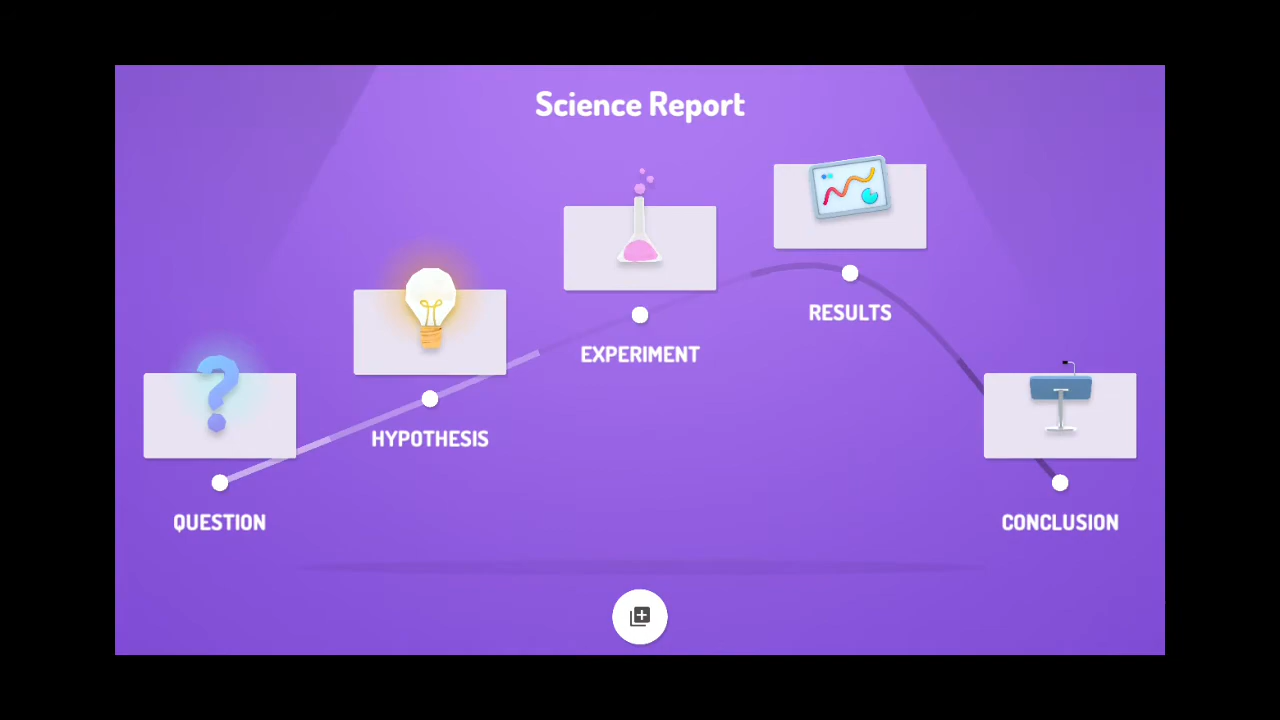 Science Report
QUESTION
HYPOTHESIS
EXPERIMENT
RESULTS
CONCLUSION